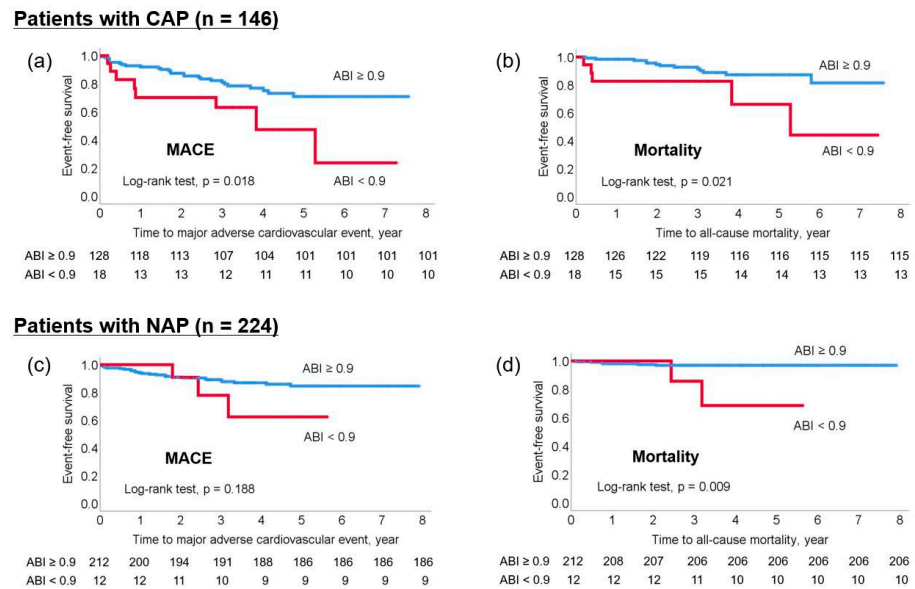 Patients with CAP (n = 146)
(a)
1.0
0.8
0.6
0.4
0.2
0.0
Event-free survival
ABI ≥ 0.9
MACE
Log-rank test, p = 0.018
ABI < 0.9
0 1 2 3 4 5 6 7 8
Time to major adverse cardiovascular event, year
ABI ≥ 0.9 128 118 113 107 104 101 101 101 101
ABI < 0.9 18 13 13 12 11 11 10 10 10
(b)
1.0
0.8
0.6
0.4
0.2
0.0
Event-free survival
ABI ≥ 0.9
Mortality
ABI < 0.9
Log-rank test, p = 0.021
0 1 2 3 4 5 6 7 8
Time to all-cause mortality, year
ABI ≥ 0.9 128 126 122 119 116 116 115 115 115
ABI < 0.9 18 15 15 15 14 14 13 13 13
Patients with NAP (n = 224)
(c)
1.0
0.8
0.6
0.4
0.2
0.0
Event-free survival
ABI ≥ 0.9
ABI < 0.9
MACE
Log-rank test, p = 0.188
0 1 2 3 4 5 6 7 8
Time to major adverse cardiovascular event, year
ABI ≥ 0.9 212 200 194 191 188 186 186 186 186
ABI < 0.9 12 12 11 10 9 9 9 9 9
(d)
1.0
0.8
0.6
0.4
0.2
0.0
Event-free survival
ABI ≥ 0.9
ABI < 0.9
Mortality
Log-rank test, p = 0.009
0 1 2 3 4 5 6 7 8
Time to all-cause mortality, year
ABI ≥ 0.9 212 208 207 206 206 206 206 206 206
ABI < 0.9 12 12 12 11 10 10 10 10 10